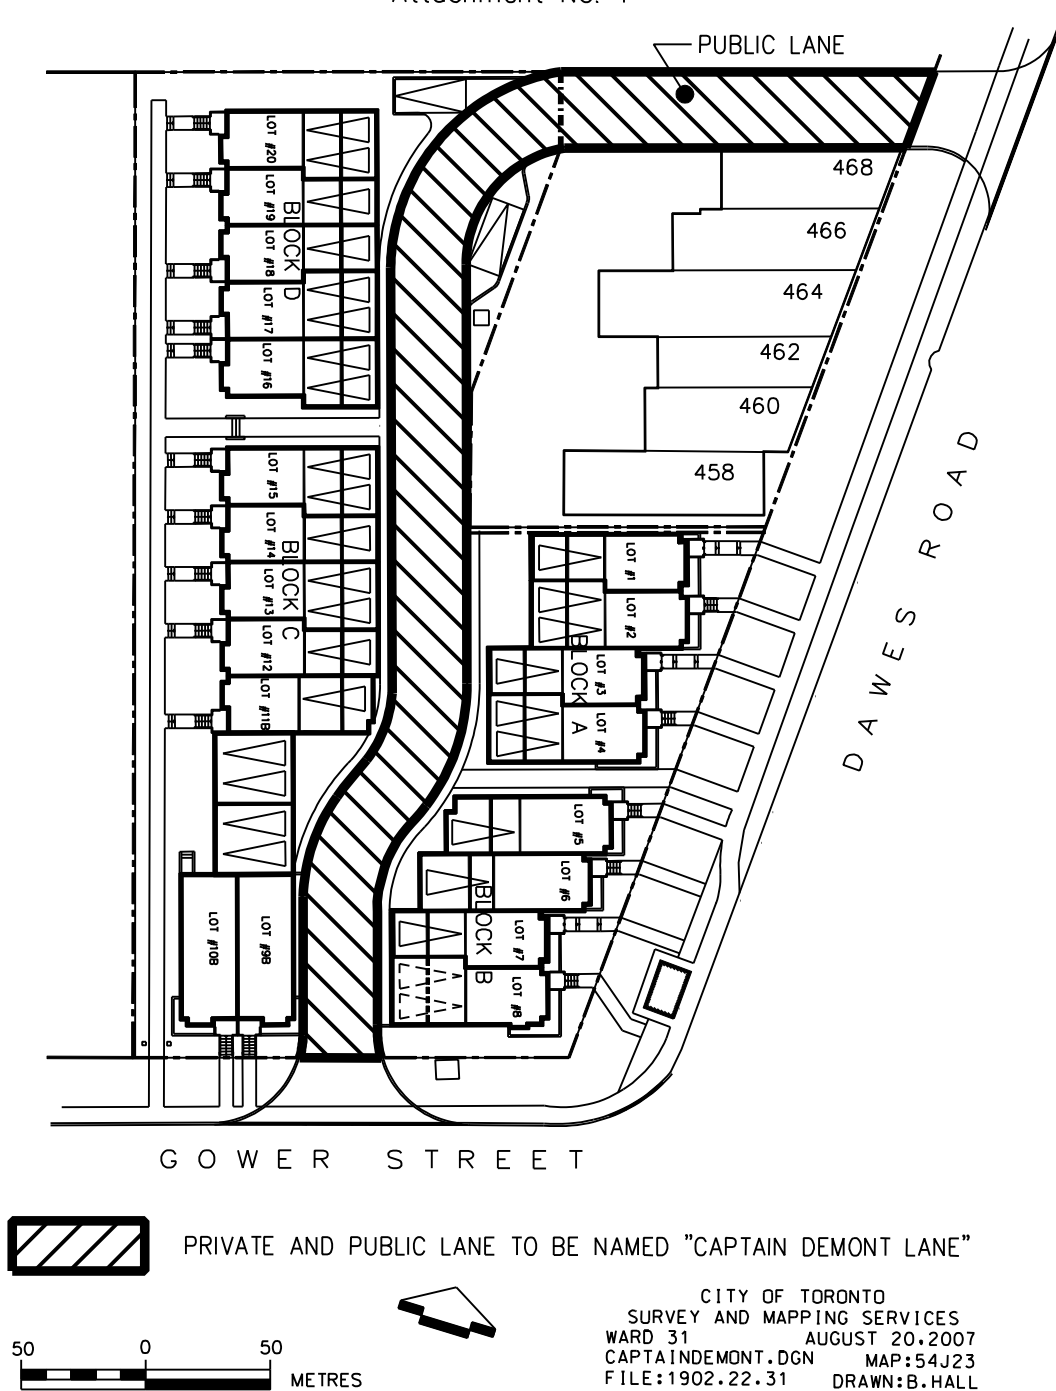 Attachment No. 1
PUBLIC LANE
468
466
464
462
460
458
DAWES ROAD
BLOCK D
LOT #20
LOT #19
LOT #18
LOT #17
LOT #16
BLOCK C
LOT #15
LOT #14
LOT #13
LOT #12
LOT #11B
BLOCK A
LOT #1
LOT #2
LOT #3
LOT #4
BLOCK B
LOT #5
LOT #6
LOT #7
LOT #8
LOT #10B
LOT #9B
GOWER STREET
PRIVATE AND PUBLIC LANE TO BE NAMED "CAPTAIN DEMONT LANE"
50 0 50
METRES
CITY OF TORONTO
SURVEY AND MAPPING SERVICES
WARD 31 AUGUST 20,2007
CAPTAINDEMONT.DGN MAP:54J23
FILE:1902.22.31 DRAWN:B.HALL